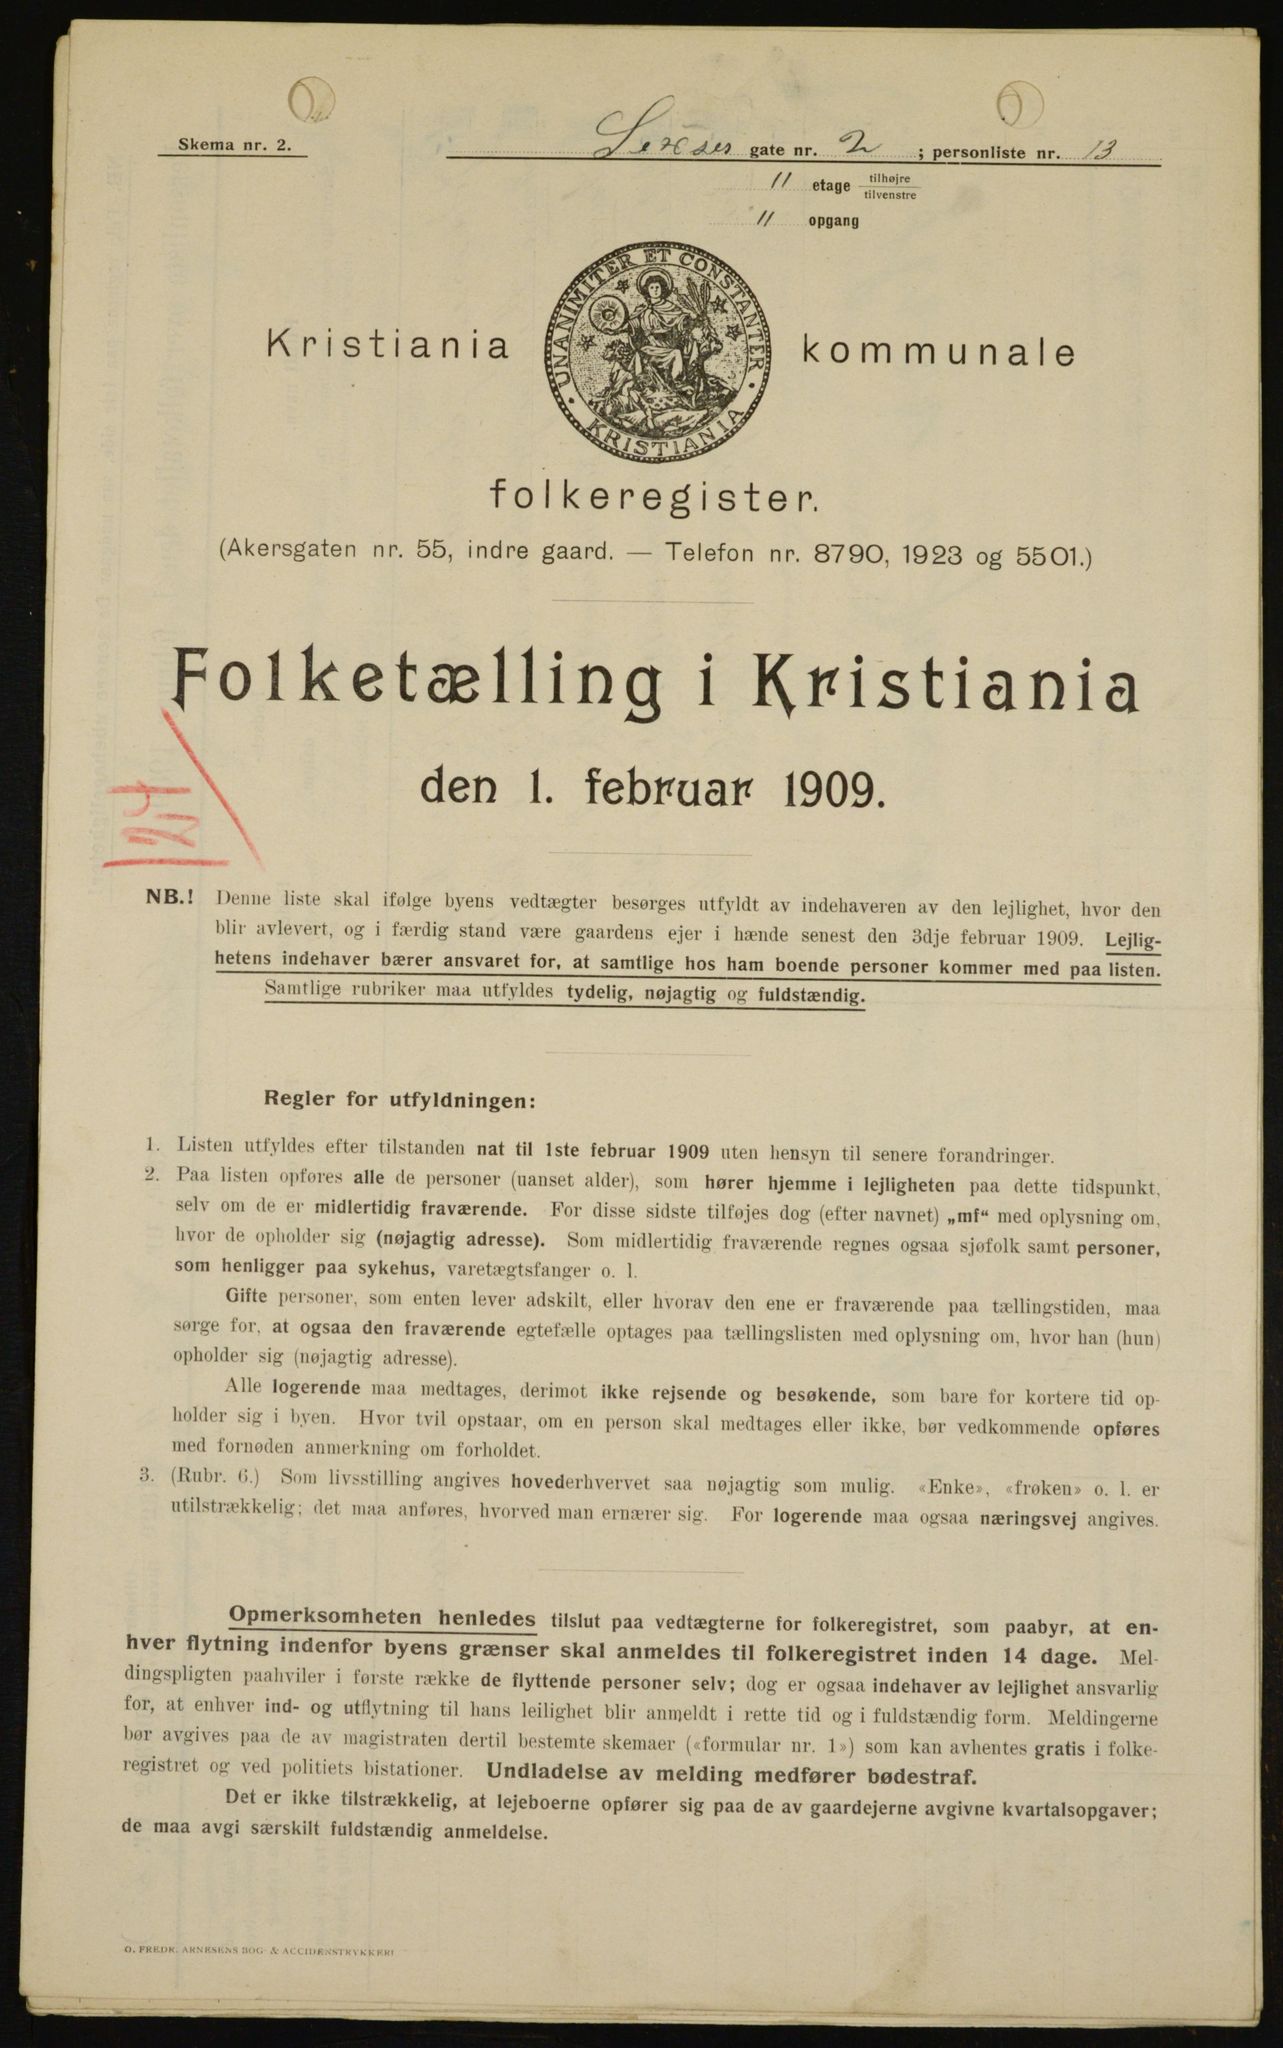 Skema nr. 2.
gate nr. 2 ; personliste nr. 13
11 etage tilhøjre
tilvenstre
11 opgang
UNANIMITER ET CONSTANTER
KRISTIANIA
Kristiania kommunale
folkeregister.
(Akersgaten nr. 55, indre gaard. — Telefon nr. 8790, 1923 og 5501.)
Folketælling i Kristiania
den 1. februar 1909.
124
NB.! Denne liste skal ifølge byens vedtægter besørges utfyldt av indehaveren av den lejlighet, hvor den
blir avlevert, og i færdig stand være gaardens ejer i hænde senest den 3dje februar 1909. Lejlig-
hetens indehaver bærer ansvaret for, at samtlige hos ham boende personer kommer med paa listen.
Samtlige rubriker maa utfyldes tydelig, nøjagtig og fuldstændig.
Regler for utfyldningen:
1. Listen utfyldes efter tilstanden nat til 1ste februar 1909 uten hensyn til senere forandringer.
2. Paa listen opføres alle de personer (uanset alder), som hører hjemme i lejligheten paa dette tidspunkt,
selv om de er midlertidig fraværende. For disse sidste tilføjes dog (efter navnet) „mf“ med oplysning om,
hvor de opholder sig (nøjagtig adresse). Som midlertidig fraværende regnes ogsaa sjøfolk samt personer,
som henligger paa sykehus, varetægtsfanger o. l.
Gifte personer, som enten lever adskilt, eller hvorav den ene er fraværende paa tællingstiden, maa
sørge for, at ogsaa den fraværende egtefælle optages paa tællingslisten med oplysning om, hvor han (hun)
opholder sig (nøjagtig adresse).
Alle logerende maa medtages, derimot ikke rejsende og besøkende, som bare for kortere tid op-
holder sig i byen. Hvor tvil opstaar, om en person skal medtages eller ikke, bør vedkommende opføres
med fornøden anmerkning om forholdet.
3. (Rubr. 6.) Som livsstilling angives hovederhvervet saa nøjagtig som mulig. «Enke», «frøken» o. l. er
utilstrækkelig; det maa anføres, hvorved man ernærer sig. For logerende maa ogsaa næringsvej angives.
Opmerksomheten henledes tilslut paa vedtægterne for folkeregistret, som paabyr, at en-
hver flytning indenfor byens grænser skal anmeldes til folkeregistret inden 14 dage. Mel-
dingspligten paahviler i første række de flyttende personer selv; dog er ogsaa indehaver av lejlighet ansvarlig
for, at enhver ind- og utflytning til hans leilighet blir anmeldt i rette tid og i fuldstændig form. Meldingerne
bør avgives paa de av magistraten dertil bestemte skemaer («formular nr. 1») som kan avhentes gratis i folke-
registret og ved politiets bistationer. Undladelse av melding medfører bødestraf.
Det er ikke tilstrækkelig, at lejeboerne opfører sig paa de av gaardejerne avgivne kvartalsopgaver;
de maa avgi særskilt fuldstændig anmeldelse.
O. FREDK. ARNESENS BOG- & ACCIDENSTRYKKERI